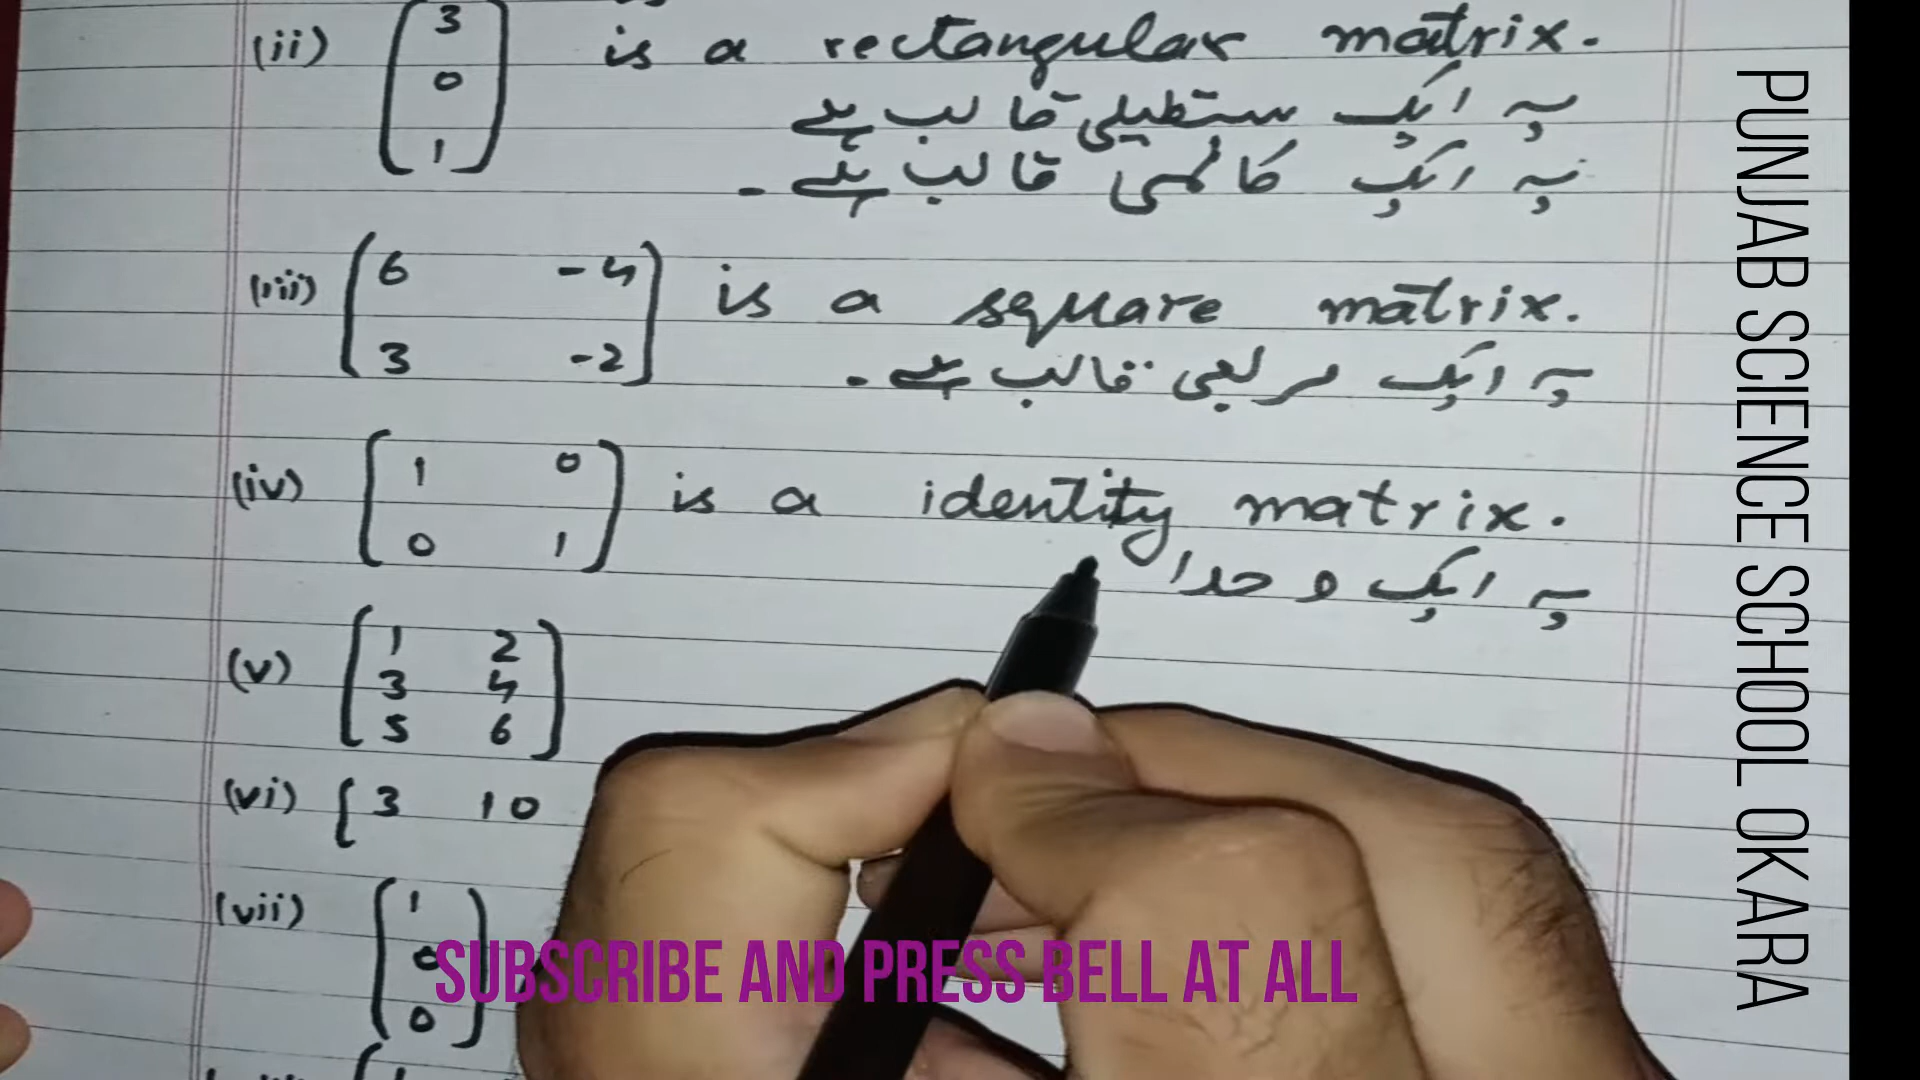 (ii) [3 is a rectangular matrix.
0
1]
یہ ایک مستطیلی قالب ہے
یہ ایک کالمی قالب ہے۔
(iii) [6 -4
3 -2] is a square matrix.
یہ ایک مربعی قالب ہے۔
(iv) [1 0
0 1] is a identity matrix.
یہ ایک وحدا
(v) [1 2
3 4
5 6]
(vi) [3 10
(vii) [1
0
0]
SUBSCRIBE AND PRESS BELL AT ALL
PUNJAB SCIENCE SCHOOL OKARA